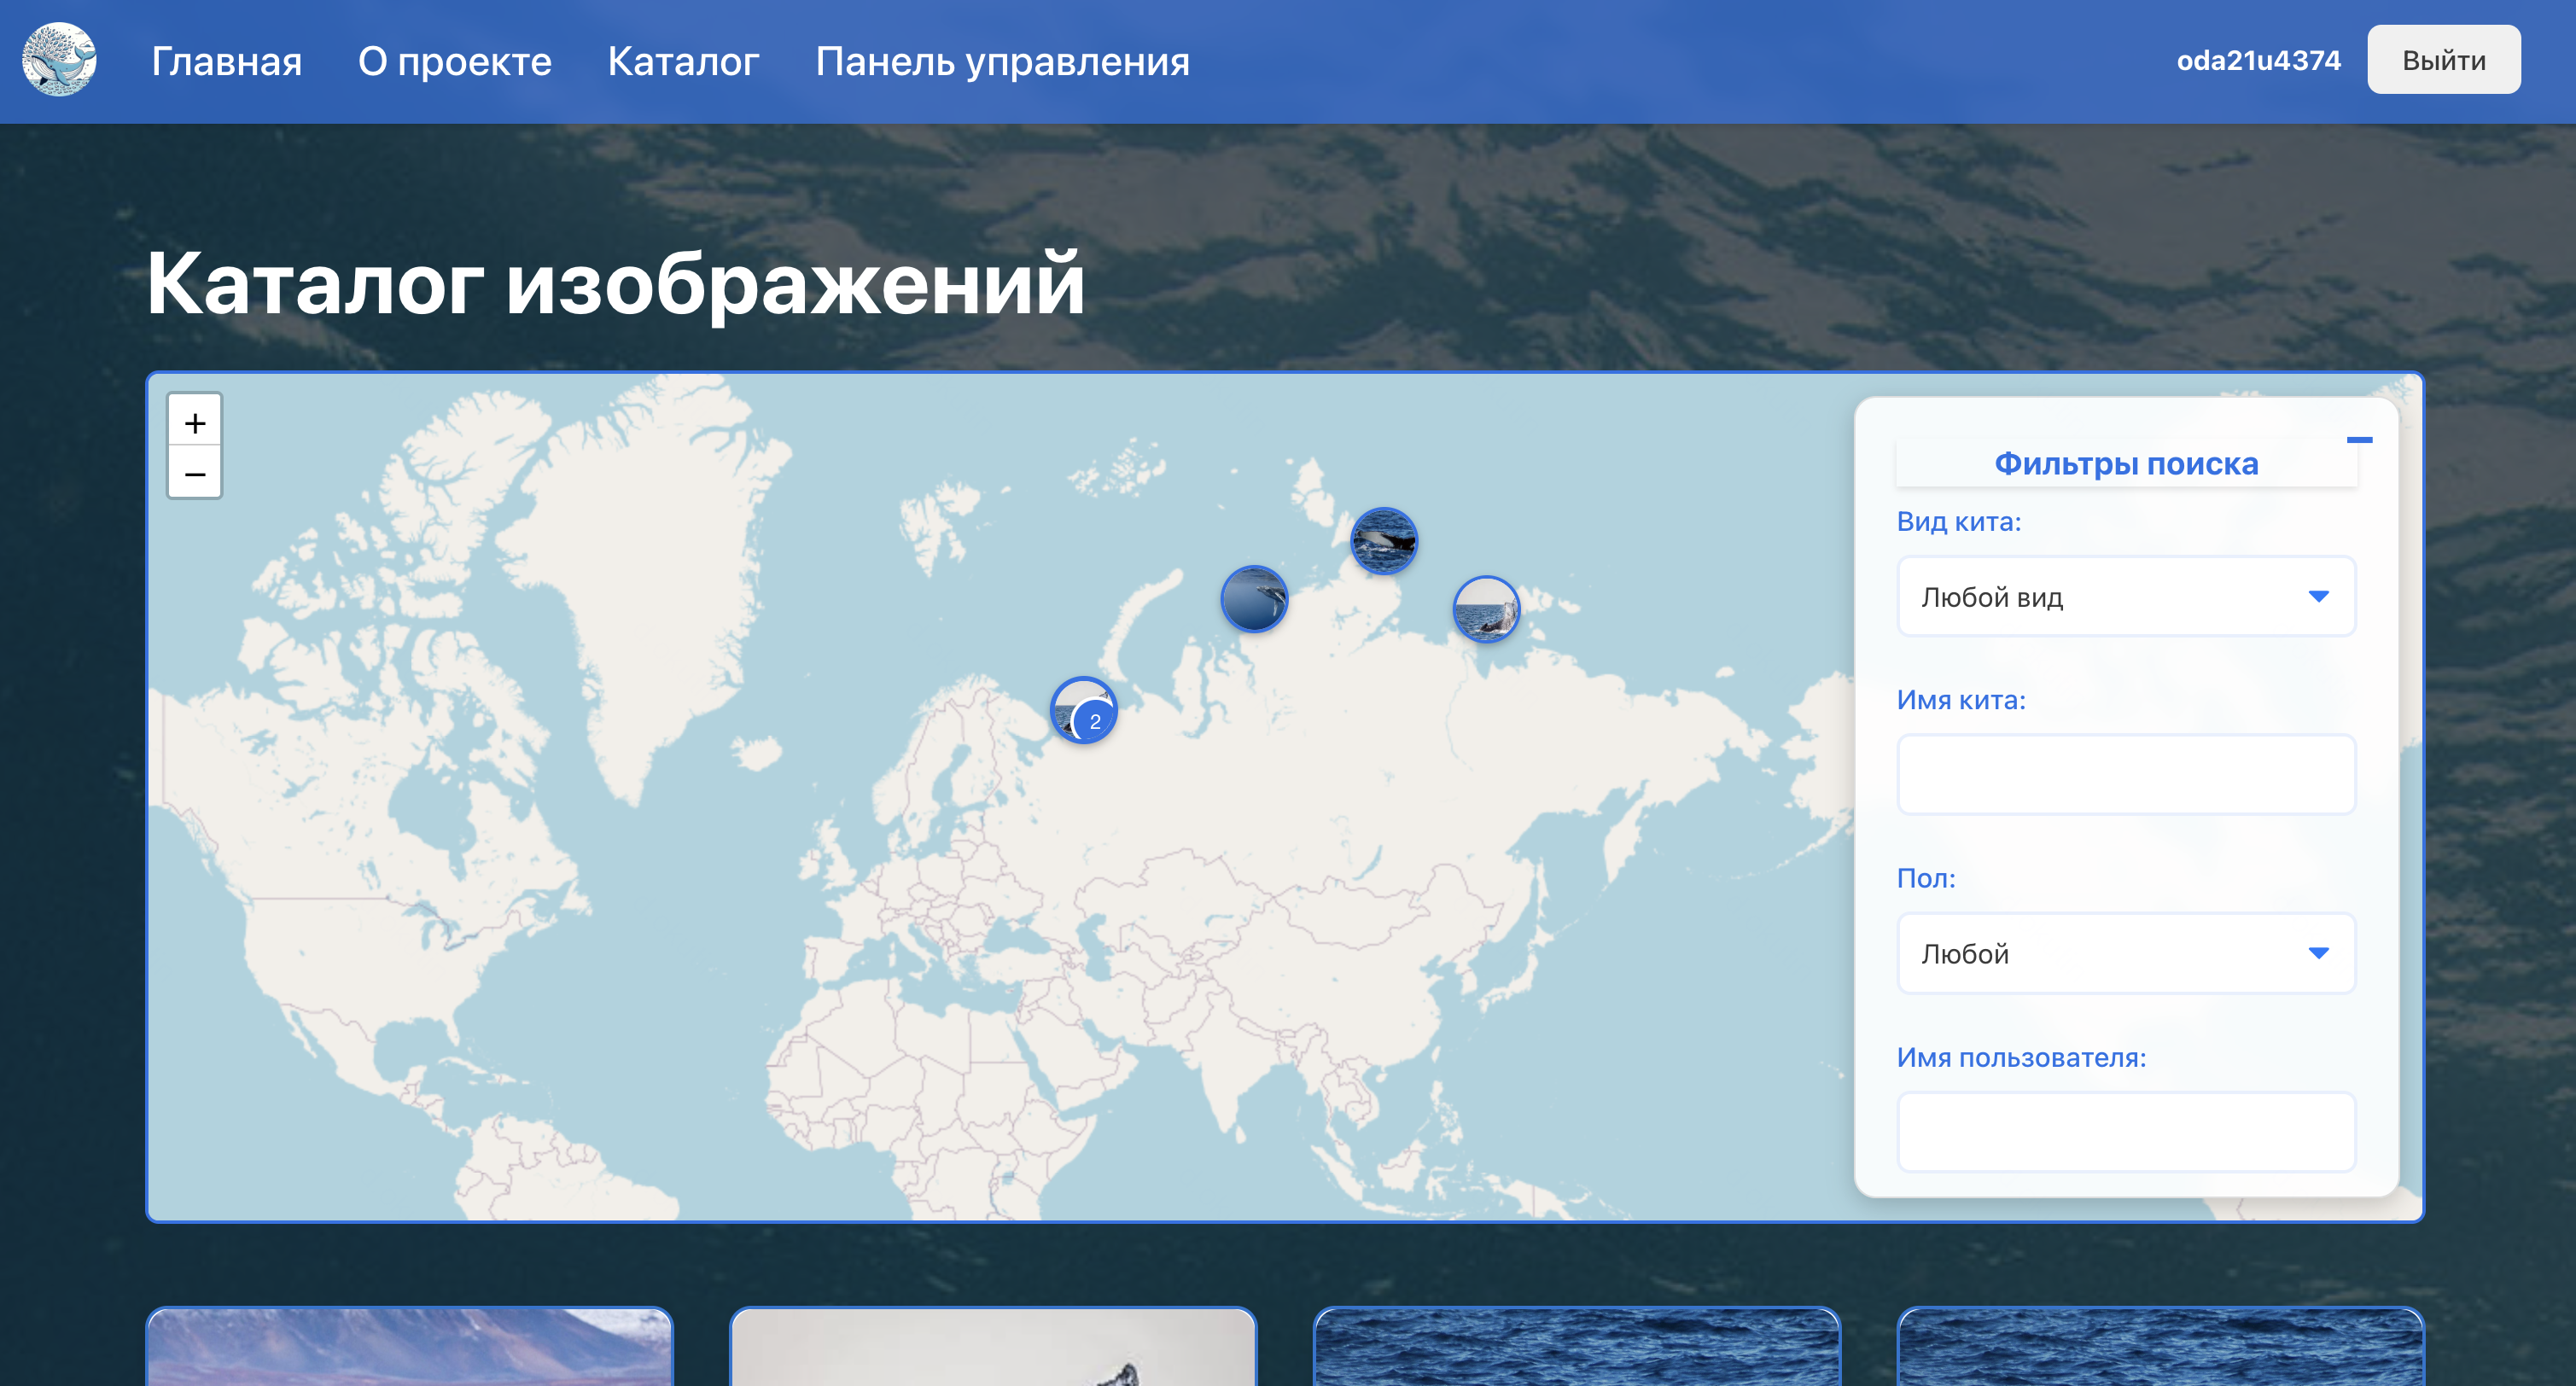 Главная О проекте Каталог Панель управления oda21u4374 Выйти
Каталог изображений
+
−
2
Фильтры поиска
Вид кита:
Любой вид
Имя кита:
Пол:
Любой
Имя пользователя: